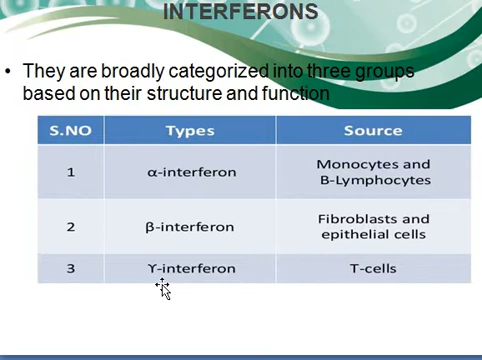 INTERFERONS
• They are broadly categorized into three groups
based on their structure and function
S.NO Types Source
1 α-interferon Monocytes and
B-Lymphocytes
2 β-interferon Fibroblasts and
epithelial cells
3 ϒ-interferon T-cells